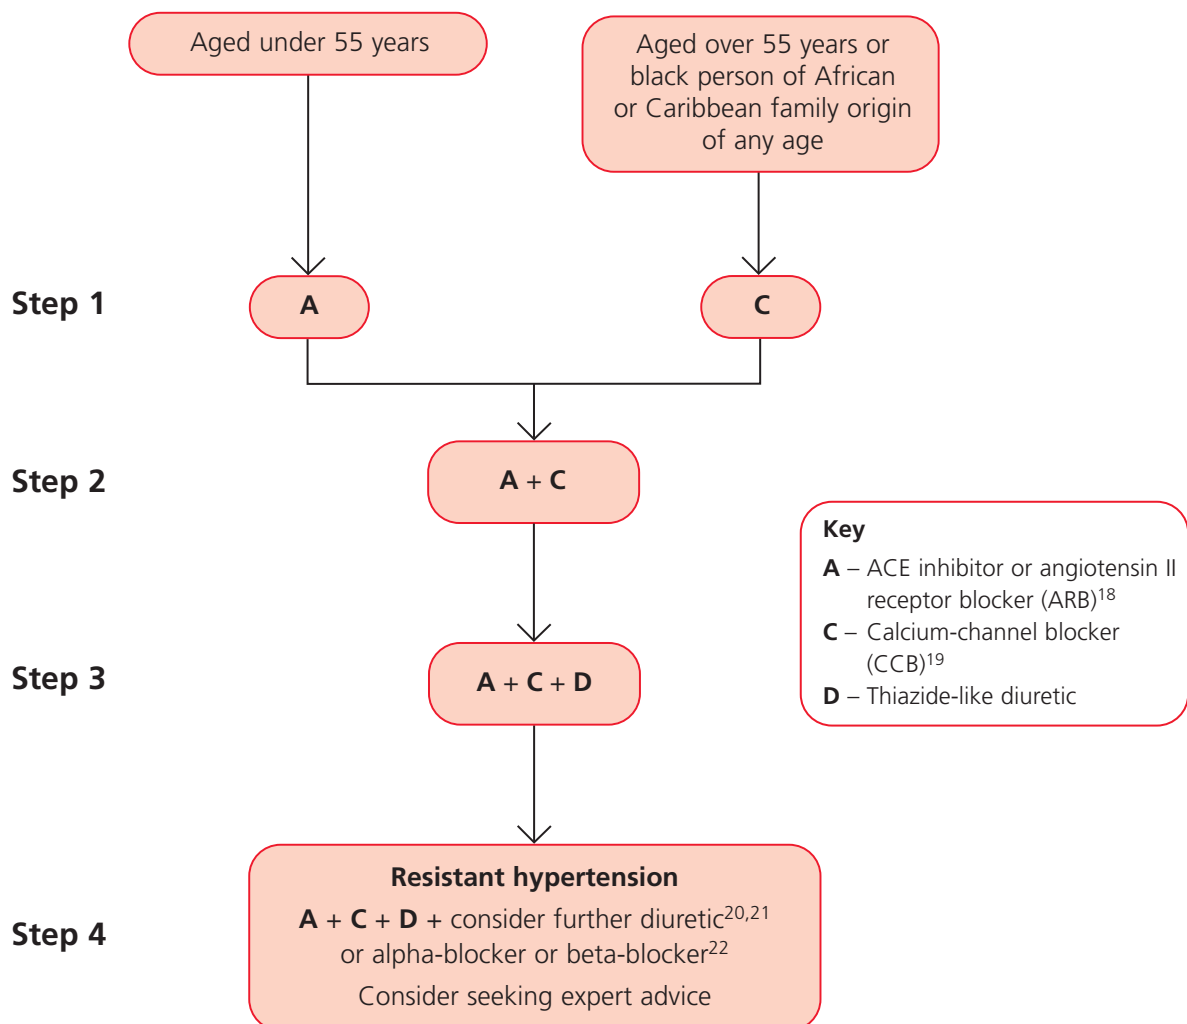 Aged under 55 years
Aged over 55 years or
black person of African
or Caribbean family origin
of any age
Step 1
A
C
Step 2
A + C
Step 3
A + C + D
Key
A – ACE inhibitor or angiotensin II
receptor blocker (ARB)18
C – Calcium-channel blocker
(CCB)19
D – Thiazide-like diuretic
Step 4
Resistant hypertension
A + C + D + consider further diuretic20,21
or alpha-blocker or beta-blocker22
Consider seeking expert advice